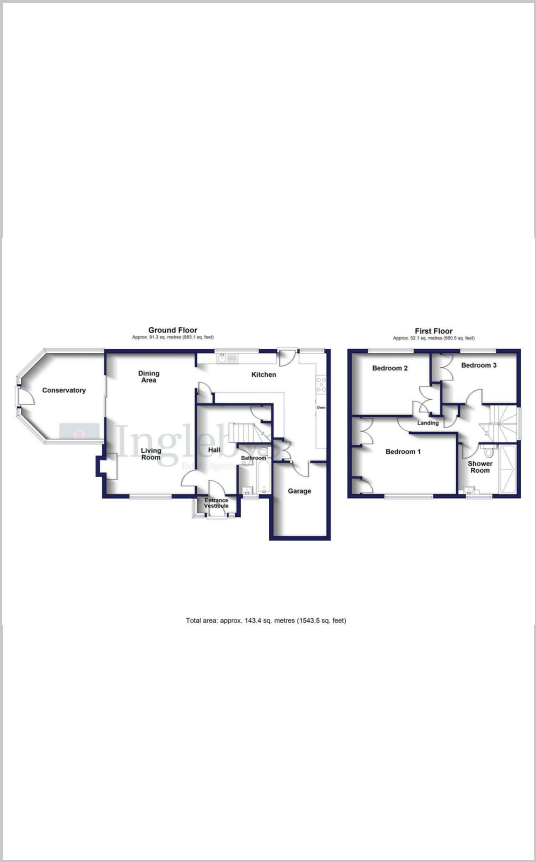 Ground Floor
Approx. 91.3 sq. metres (983.1 sq. feet)
First Floor
Approx. 52.1 sq. metres (560.5 sq. feet)
Conservatory
Dining
Area
Kitchen
Oven
Living
Room
Hall
Bathroom
Entrance
Vestibule
Garage
Bedroom 2
Bedroom 3
Landing
Bedroom 1
Shower
Room
Total area: approx. 143.4 sq. metres (1543.5 sq. feet)